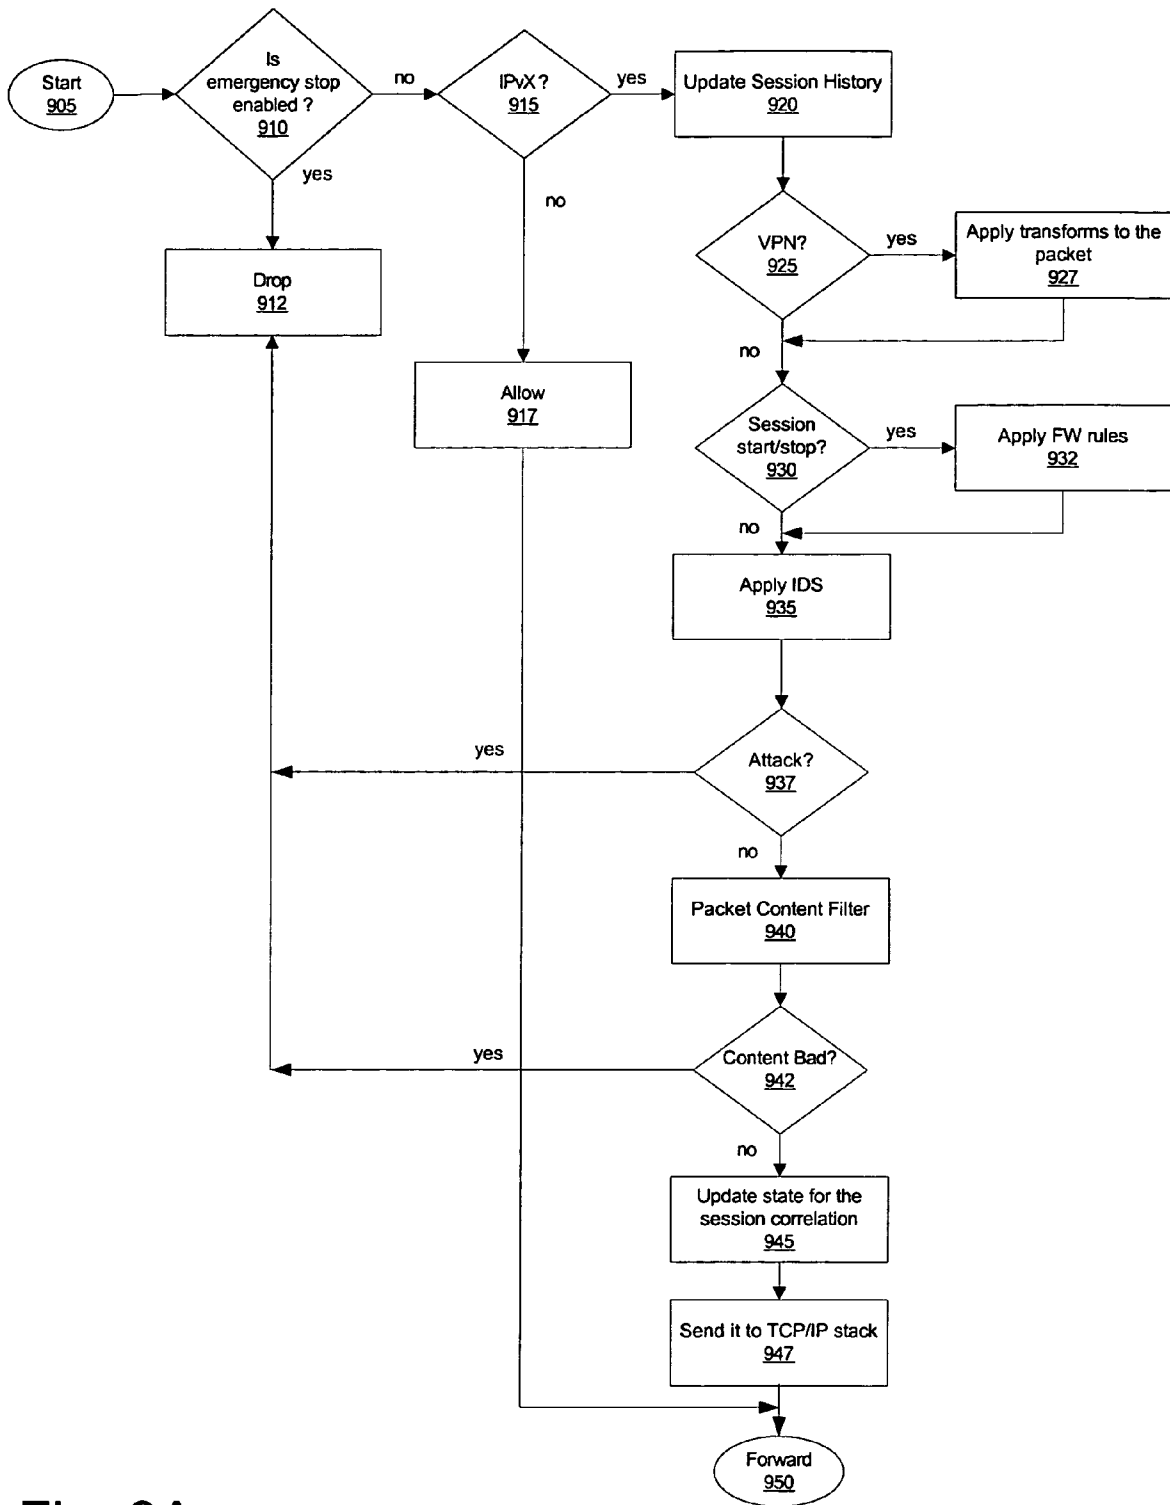 Start
905
Is
emergency stop
enabled ?
910
no
IPvX?
915
yes
Update Session History
920
yes
no
Drop
912
VPN?
925
yes
Apply transforms to the
packet
927
no
Allow
917
Session
start/stop?
930
yes
Apply FW rules
932
no
Apply IDS
935
Attack?
937
yes
no
Packet Content Filter
940
Content Bad?
942
yes
no
Update state for the
session correlation
945
Send it to TCP/IP stack
947
Forward
950